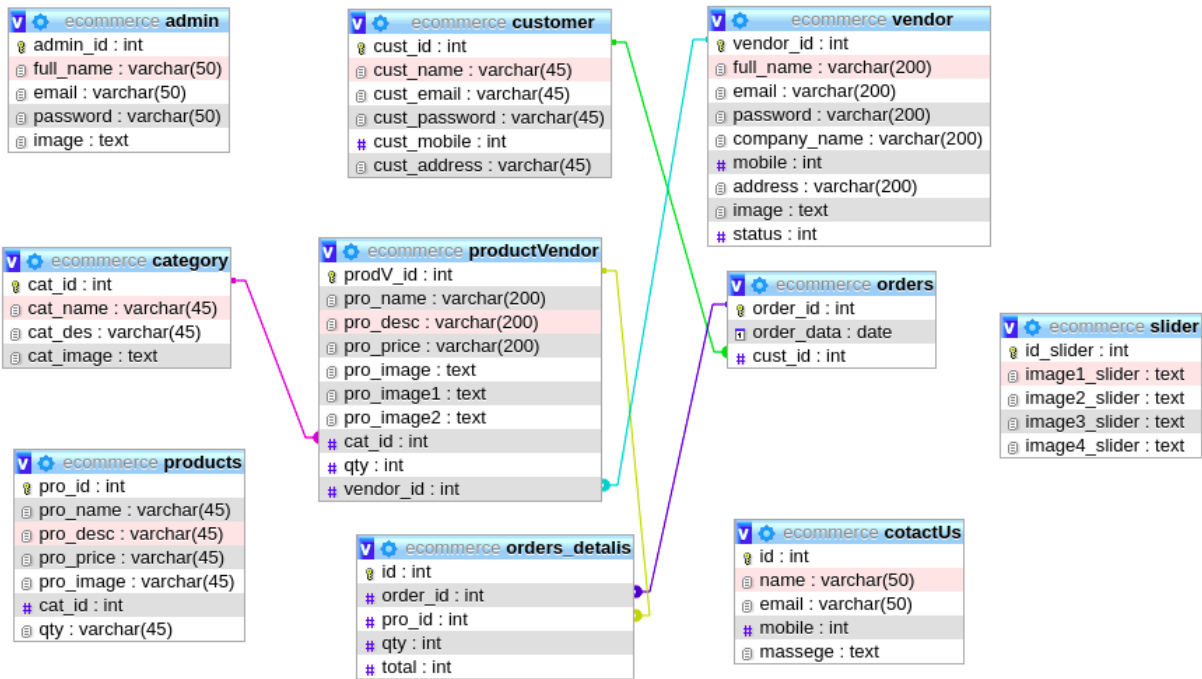 ecommerce admin
admin_id : int
full_name : varchar(50)
email : varchar(50)
password : varchar(50)
image : text
ecommerce customer
cust_id : int
cust_name : varchar(45)
cust_email : varchar(45)
cust_password : varchar(45)
cust_mobile : int
cust_address : varchar(45)
ecommerce vendor
vendor_id : int
full_name : varchar(200)
email : varchar(200)
password : varchar(200)
company_name : varchar(200)
mobile : int
address : varchar(200)
image : text
status : int
ecommerce category
cat_id : int
cat_name : varchar(45)
cat_des : varchar(45)
cat_image : text
ecommerce productVendor
prodV_id : int
pro_name : varchar(200)
pro_desc : varchar(200)
pro_price : varchar(200)
pro_image : text
pro_image1 : text
pro_image2 : text
cat_id : int
qty : int
vendor_id : int
ecommerce orders
order_id : int
order_data : date
cust_id : int
ecommerce slider
id_slider : int
image1_slider : text
image2_slider : text
image3_slider : text
image4_slider : text
ecommerce products
pro_id : int
pro_name : varchar(45)
pro_desc : varchar(45)
pro_price : varchar(45)
pro_image : varchar(45)
cat_id : int
qty : varchar(45)
ecommerce orders_detalis
id : int
order_id : int
pro_id : int
qty : int
total : int
ecommerce cotactUs
id : int
name : varchar(50)
email : varchar(50)
mobile : int
massege : text